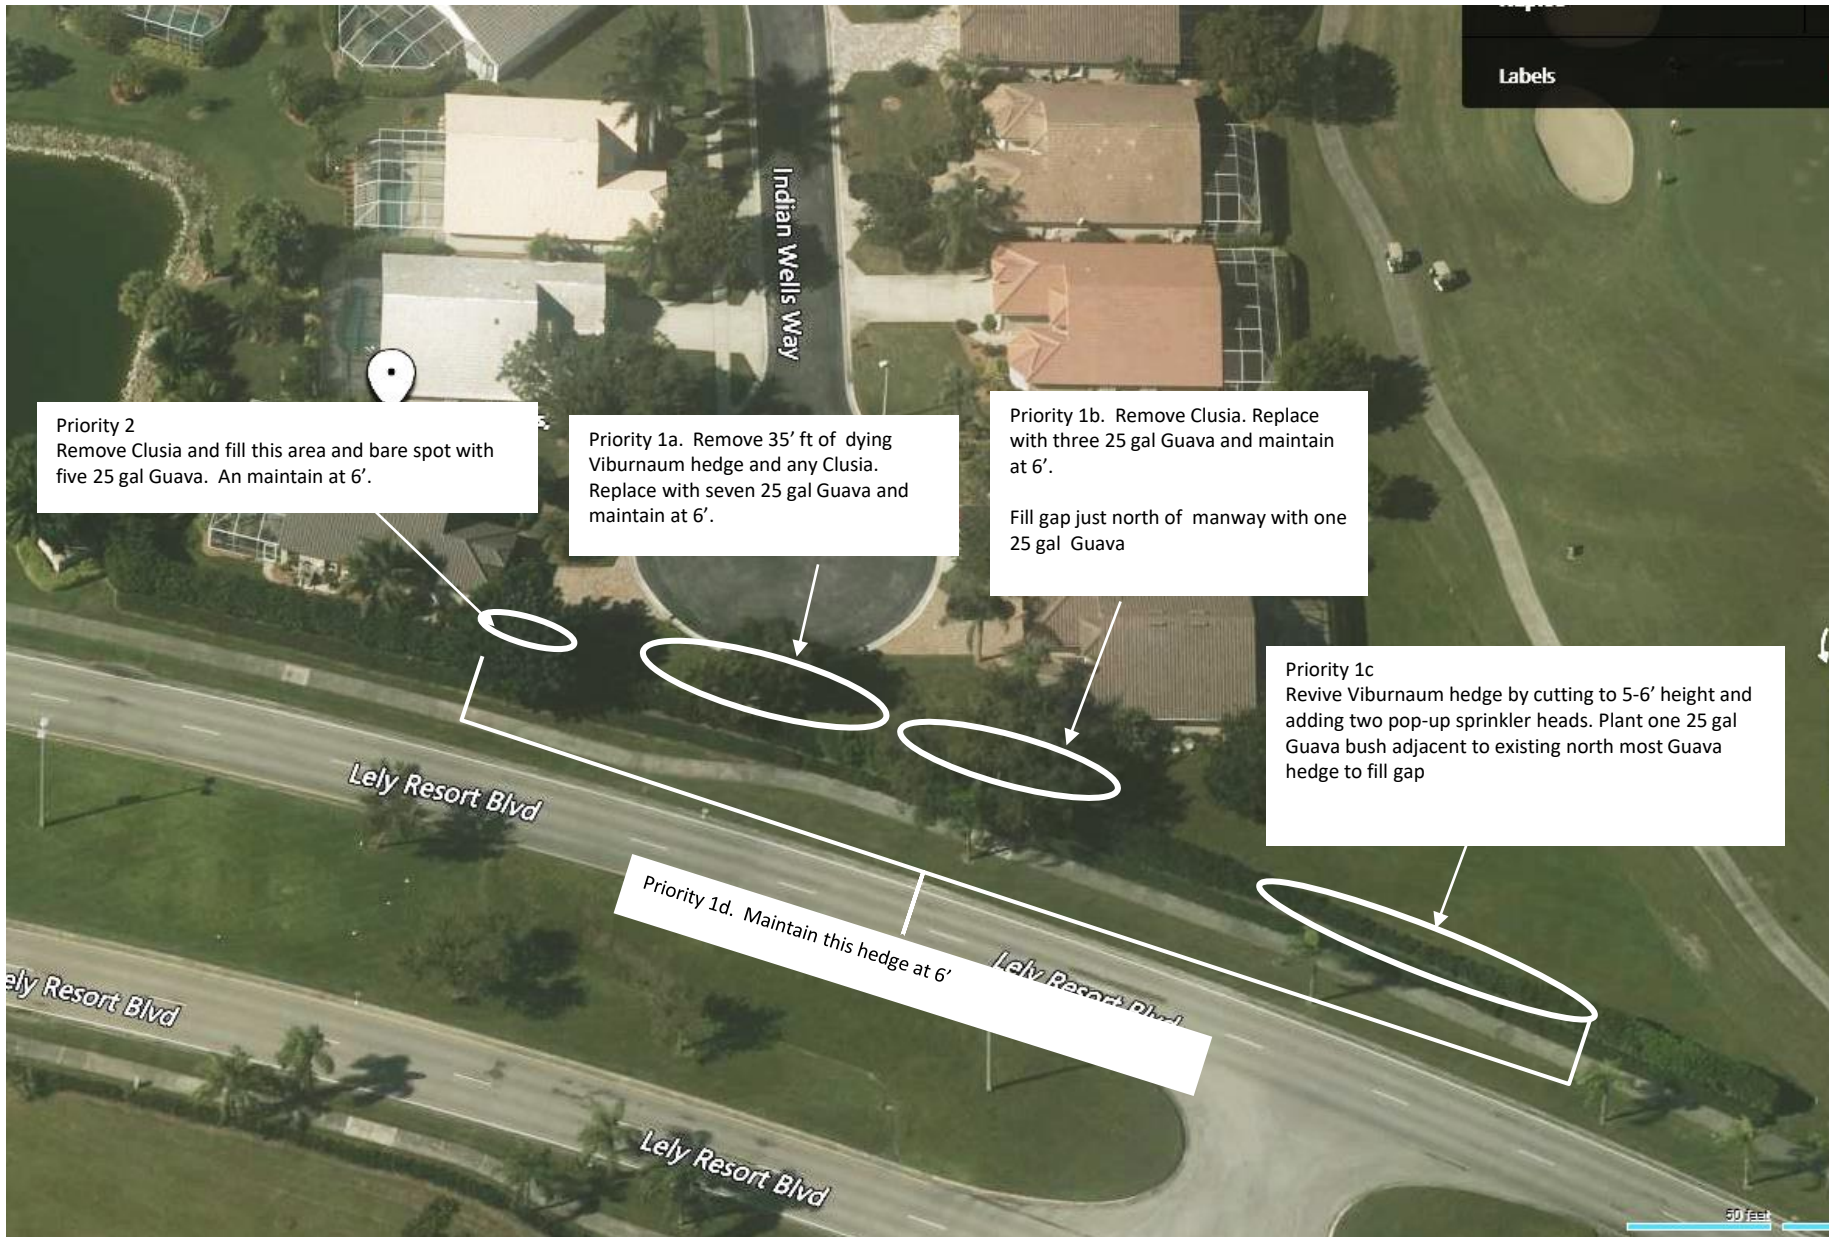 Labels
Indian Wells Way
Priority 2
Remove Clusia and fill this area and bare spot with
five 25 gal Guava.  An maintain at 6’.
Priority 1a.  Remove 35’ ft of  dying
Viburnaum hedge and any Clusia.
Replace with seven 25 gal Guava and
maintain at 6’.
Priority 1b.  Remove Clusia. Replace
with three 25 gal Guava and maintain
at 6’.
Fill gap just north of  manway with one
25 gal  Guava
Priority 1c
Revive Viburnaum hedge by cutting to 5-6’ height and
adding two pop-up sprinkler heads. Plant one 25 gal
Guava bush adjacent to existing north most Guava
hedge to fill gap
Lely Resort Blvd
Priority 1d.  Maintain this hedge at 6’
Lely Resort Blvd
ely Resort Blvd
Lely Resort Blvd
50 feet